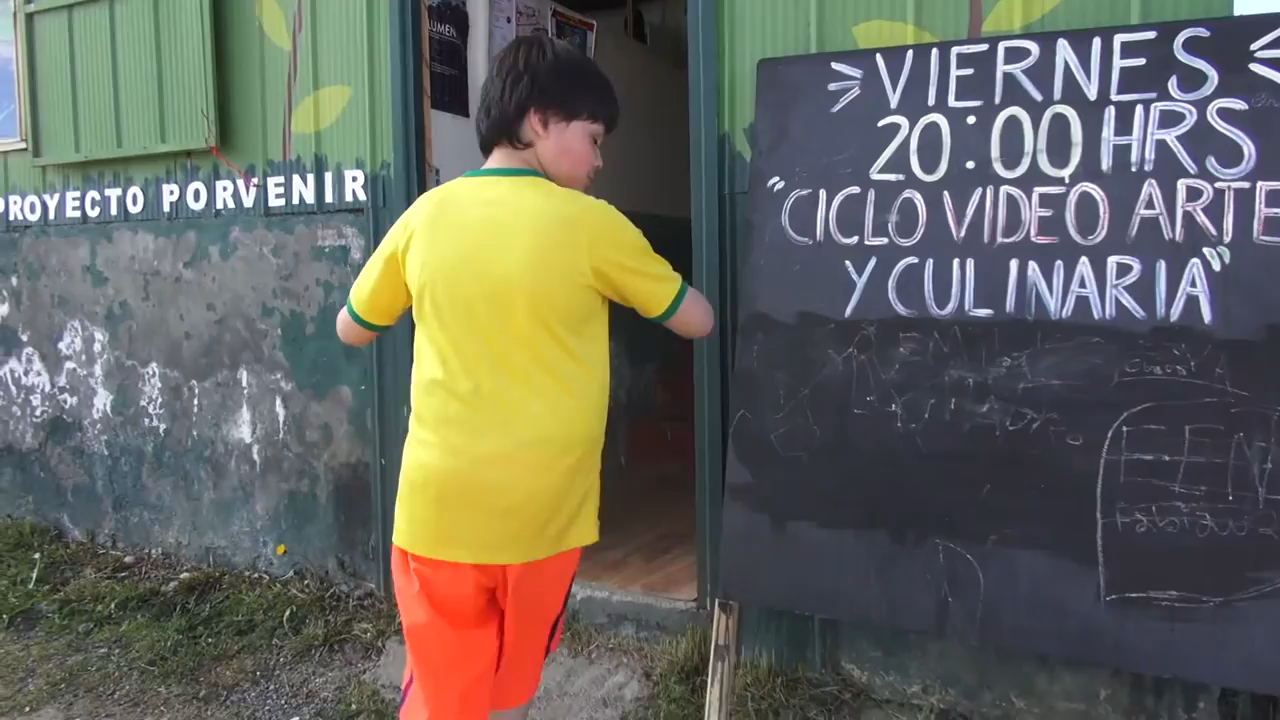 PROYECTO PORVENIR
VIERNES
20:00 HRS
"CICLO VIDEO ARTE
Y CULINARIA"